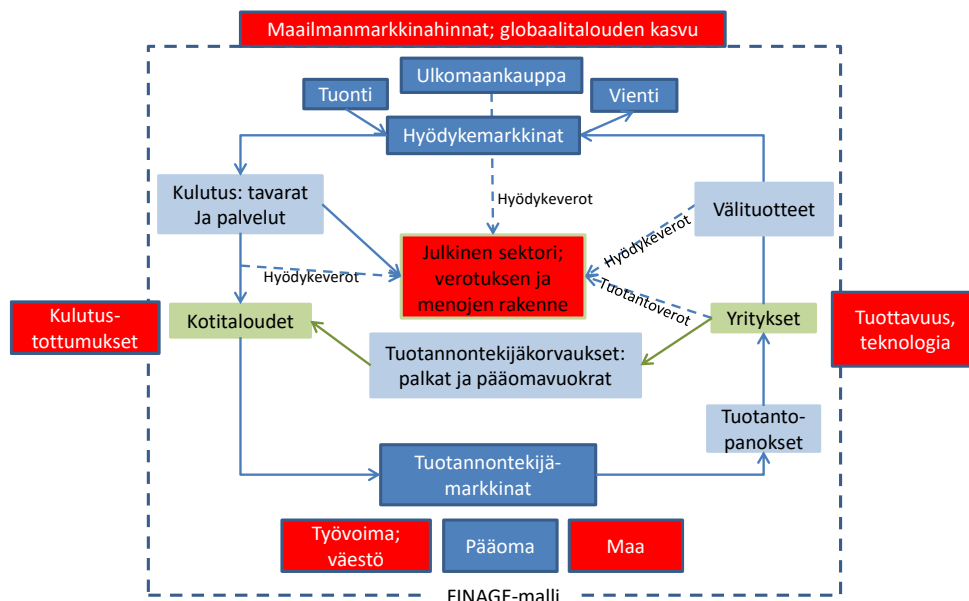 Maailmanmarkkinahinnat; globaalitalouden kasvu
Ulkomaankauppa
Tuonti
Vienti
Hyödykemarkkinat
Kulutus: tavarat
Ja palvelut
Hyödykeverot
Välituotteet
Hyödykeverot
Julkinen sektori;
verotuksen ja
menojen rakenne
Hyödykeverot
Tuotantoverot
Kulutus-
tottumukset
Kotitaloudet
Yritykset
Tuottavuus,
teknologia
Tuotannontekijäkorvaukset:
palkat ja pääomavuokrat
Tuotanto-
panokset
Tuotannontekijä-
markkinat
Työvoima;
väestö
Pääoma
Maa
FINAGE-malli